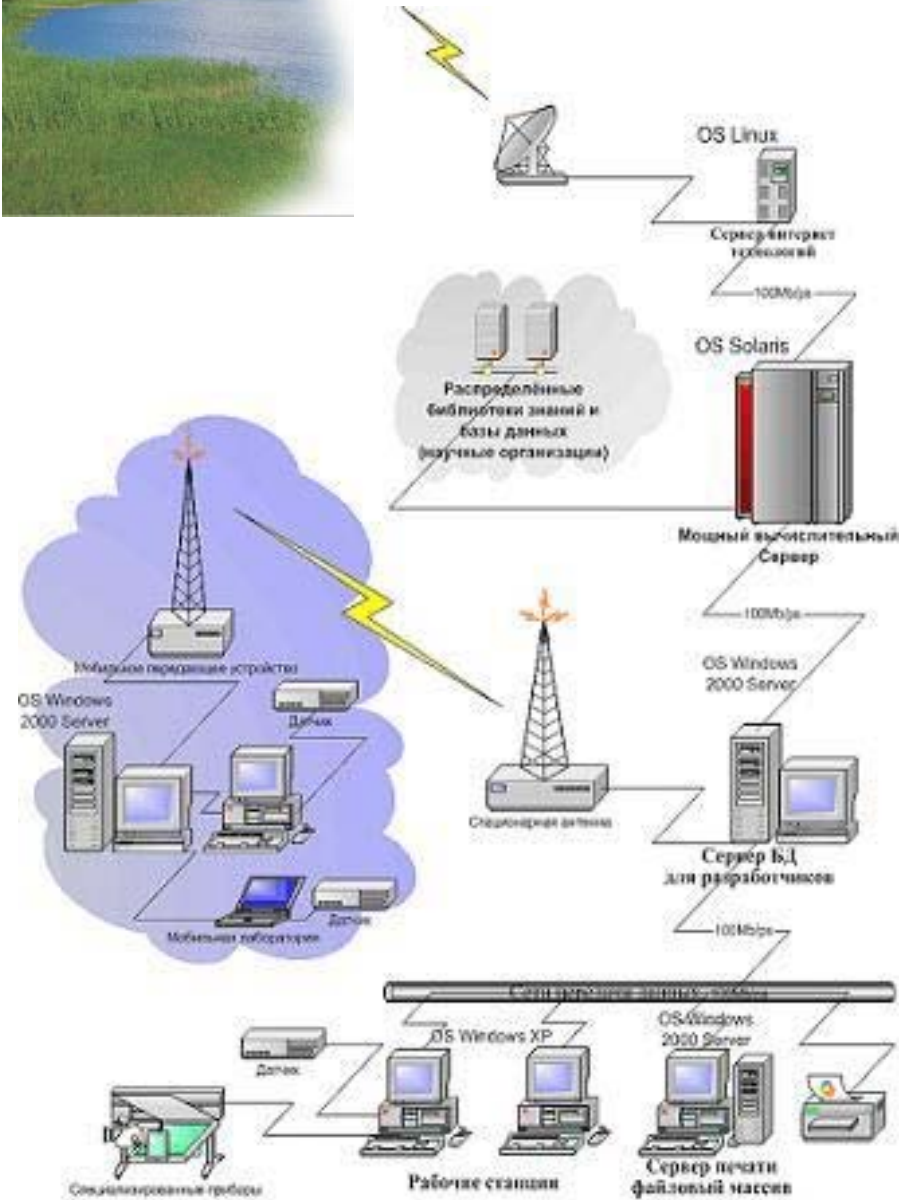 OS Linux
Сервер интернет
технологий
100Mb/ps
OS Solaris
Распределённые
библиотеки знаний и
базы данных
(научные организации)
Мощный вычислительный
Сервер
100Mb/ps
OS Windows
2000 Server
Мобильное передающее устройство
OS Windows
2000 Server
Датчик
Стационарная антенна
Сервер БД
для разработчиков
Мобильная лаборатория
Датчик
100Mb/ps
Сети передачи данных
OS Windows XP
OS Windows
2000 Server
Датчик
Специализированные приборы
Рабочие станции
Сервер печати
файловый массив